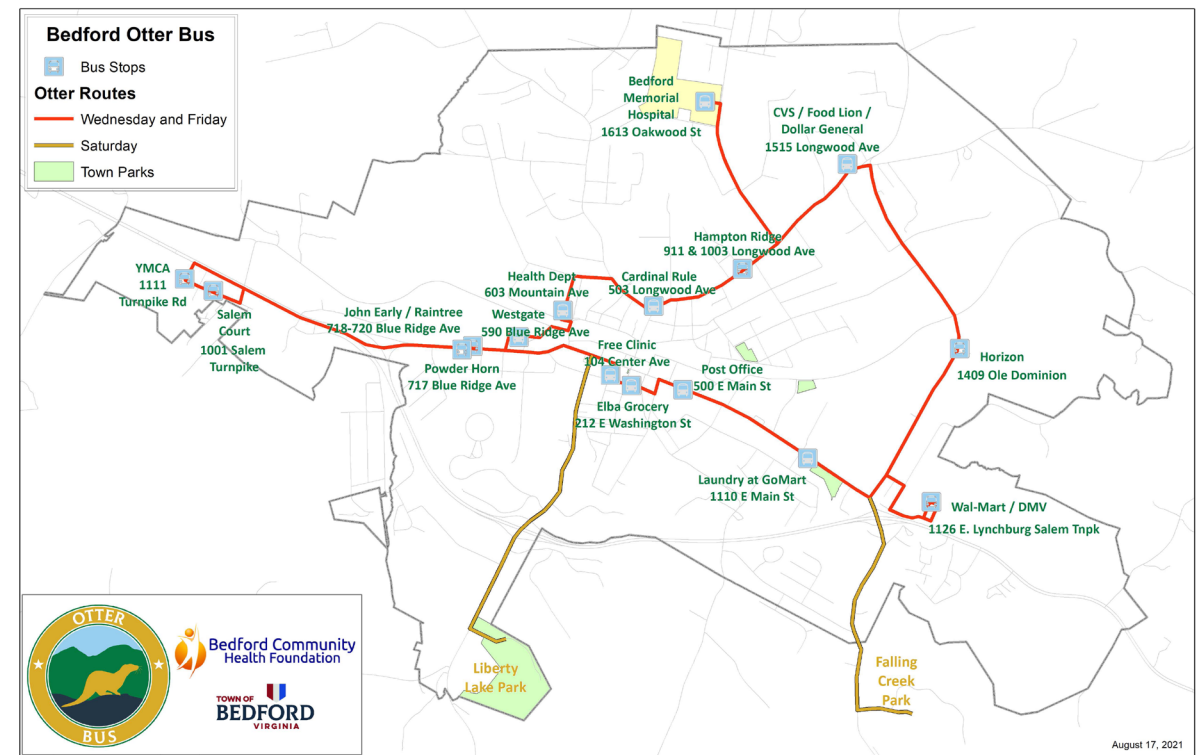 Bedford Otter Bus
Bus Stops
Otter Routes
Wednesday and Friday
Saturday
Town Parks
Bedford
Memorial
Hospital
1613 Oakwood St
CVS / Food Lion /
Dollar General
1515 Longwood Ave
Hampton Ridge
911 & 1003 Longwood Ave
YMCA
1111
Turnpike Rd
Salem
Court
1001 Salem
Turnpike
Health Dept
603 Mountain Ave
Cardinal Rule
503 Longwood Ave
John Early / Raintree
718-720 Blue Ridge Ave
Westgate
590 Blue Ridge Ave
Powder Horn
717 Blue Ridge Ave
Free Clinic
104 Center Ave
Post Office
500 E Main St
Elba Grocery
212 E Washington St
Horizon
1409 Ole Dominion
Laundry at GoMart
1110 E Main St
Wal-Mart / DMV
1126 E. Lynchburg Salem Tnpk
Liberty
Lake Park
Falling
Creek
Park
OTTER
BUS
Bedford Community
Health Foundation
TOWN OF
BEDFORD
VIRGINIA
August 17, 2021